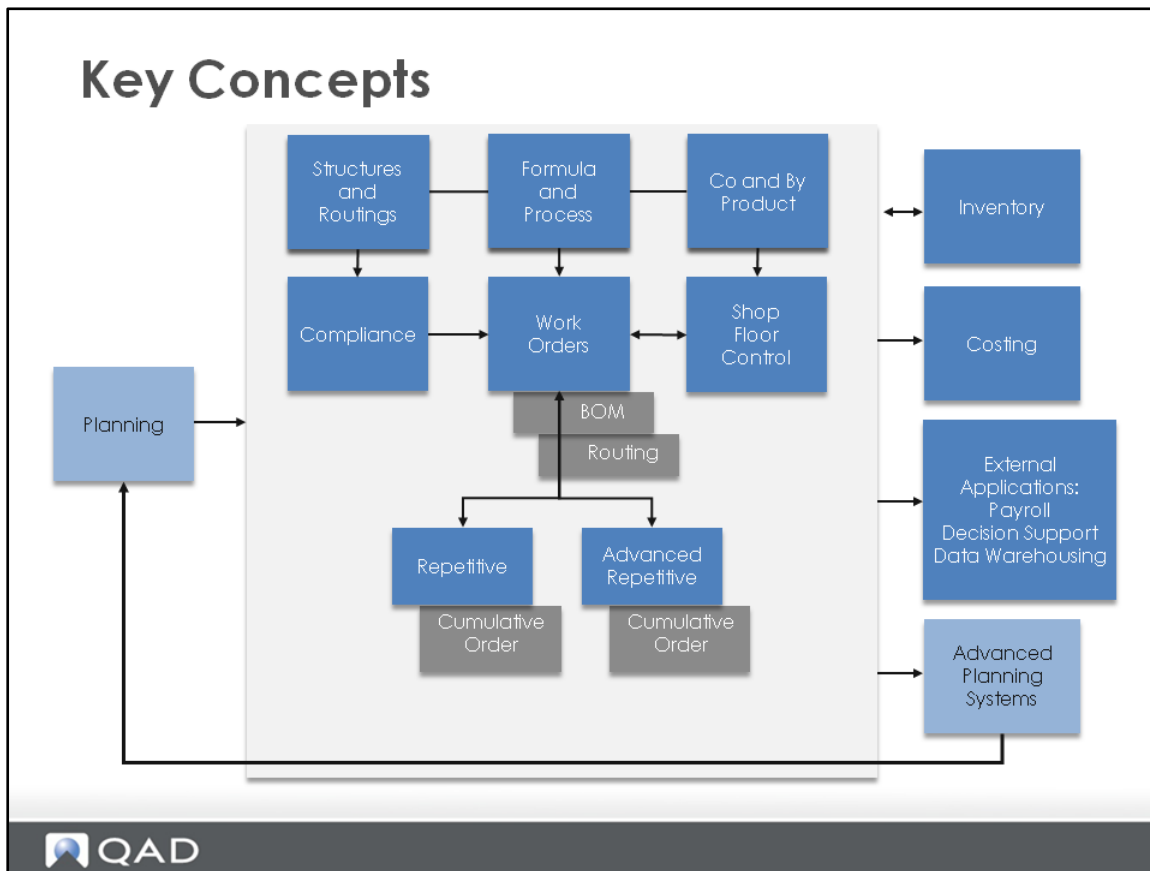 Key Concepts
Structures
and
Routings
Formula
and
Process
Co and By
Product
Inventory
Compliance
Work
Orders
Shop
Floor
Control
Costing
Planning
BOM
Routing
External
Applications:
Payroll
Decision Support
Data Warehousing
Repetitive
Advanced
Repetitive
Cumulative
Order
Cumulative
Order
Advanced
Planning
Systems
QAD